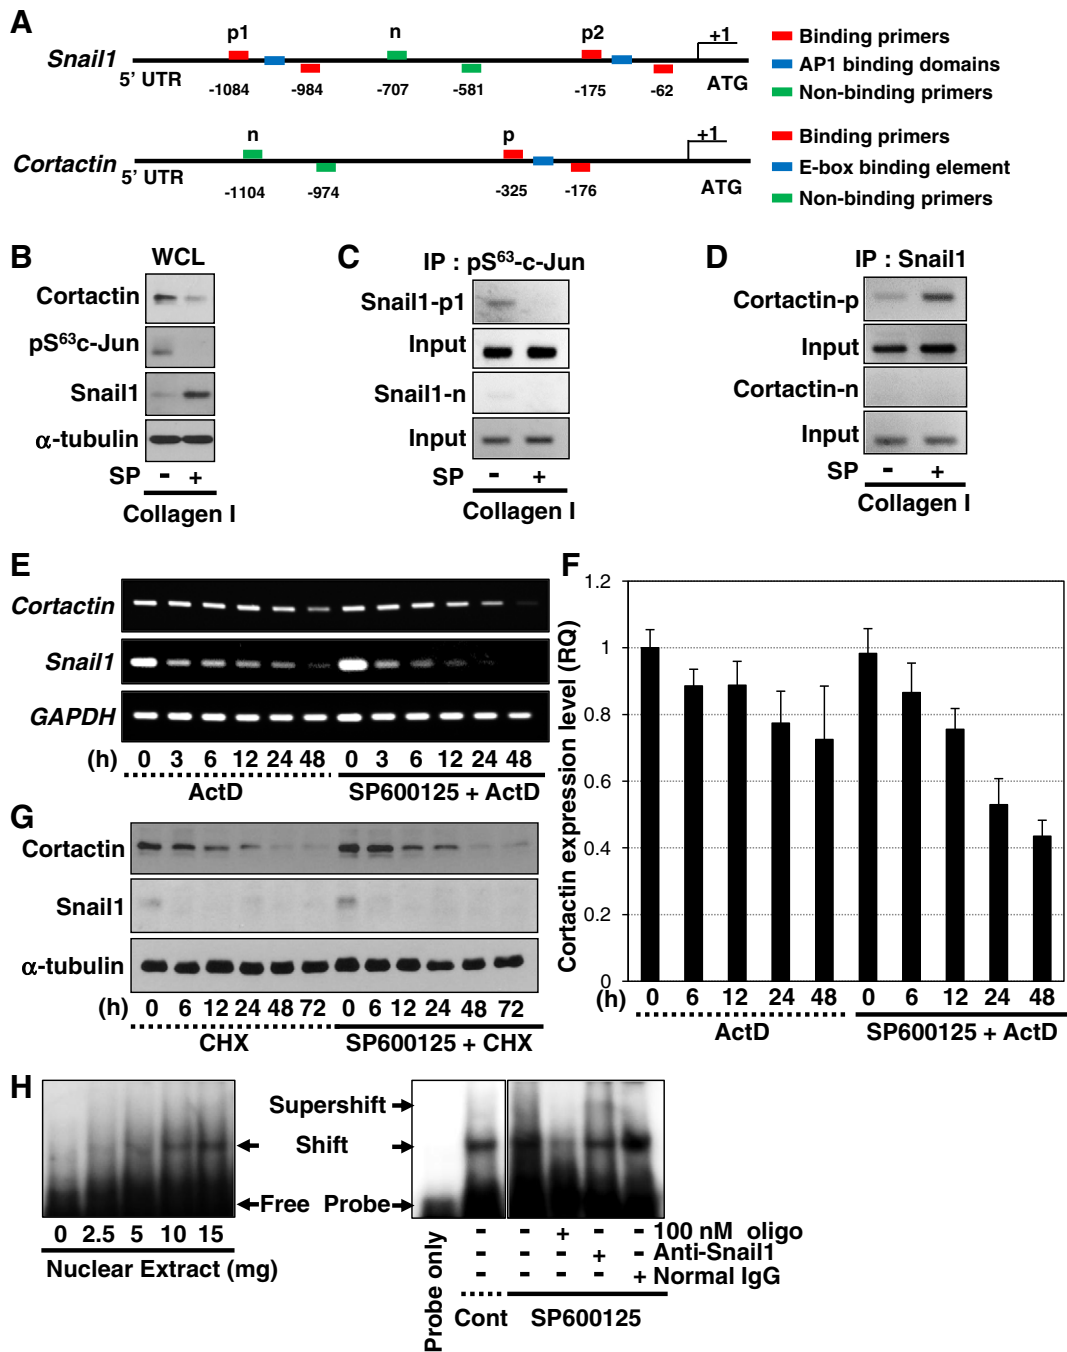 A
p1 n p2 +1
Snail1
5' UTR
-1084 -984 -707 -581 -175 -62 ATG
Binding primers
AP1 binding domains
Non-binding primers
n p +1
Cortactin
5' UTR
-1104 -974 -325 -176 ATG
Binding primers
E-box binding element
Non-binding primers
B
WCL
Cortactin
pS63c-Jun
Snail1
α-tubulin
SP - +
Collagen I
C
IP : pS63-c-Jun
Snail1-p1
Input
Snail1-n
Input
SP - +
Collagen I
D
IP : Snail1
Cortactin-p
Input
Cortactin-n
Input
SP - +
Collagen I
E
Cortactin
Snail1
GAPDH
(h) 0 3 6 12 24 48 0 3 6 12 24 48
ActD SP600125 + ActD
F
Cortactin expression level (RQ)
1.2
1
0.8
0.6
0.4
0.2
0
(h) 0 6 12 24 48 0 6 12 24 48
ActD SP600125 + ActD
G
Cortactin
Snail1
α-tubulin
(h) 0 6 12 24 48 72 0 6 12 24 48 72
CHX SP600125 + CHX
H
Supershift
Shift
Free Probe
0 2.5 5 10 15
Nuclear Extract (mg)
Probe only
- - + - - 100 nM oligo
- - - + - Anti-Snail1
- - - - + Normal IgG
Cont SP600125